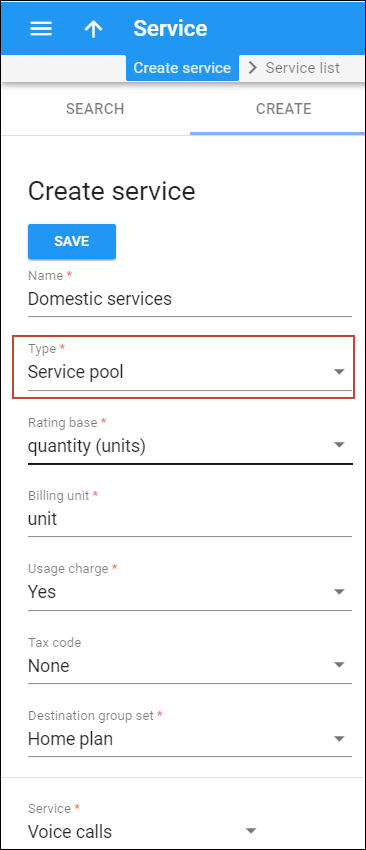 Service
Create service > Service list
SEARCH CREATE
Create service
SAVE
Name *
Domestic services
Type *
Service pool
Rating base *
quantity (units)
Billing unit *
unit
Usage charge *
Yes
Tax code
None
Destination group set *
Home plan
Service *
Voice calls